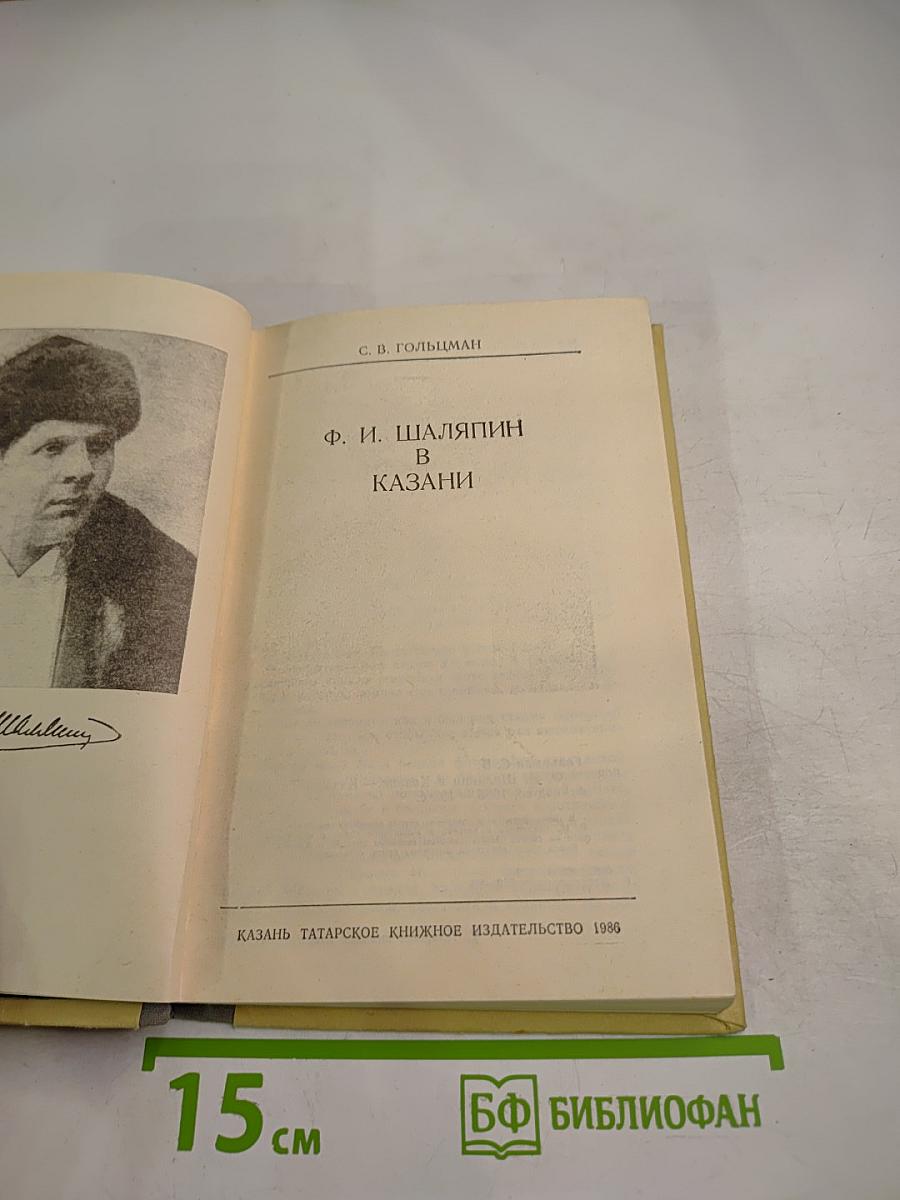 С. В. ГОЛЬЦМАН
Ф. И. ШАЛЯПИН
В
КАЗАНИ
КАЗАНЬ ТАТАРСКОЕ КНИЖНОЕ ИЗДАТЕЛЬСТВО 1986
15 см
БФ БИБЛИОФАН